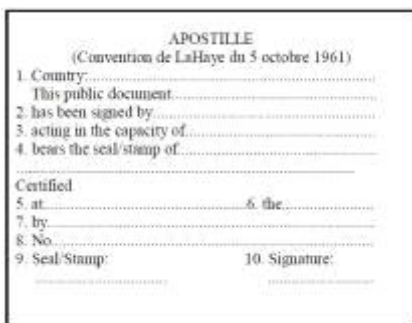 APOSTILLE
(Convention de LaHaye du 5 octobre 1961)
1. Country:
This public document
2. has been signed by
3. acting in the capacity of
4. bears the seal/stamp of
Certified
5. at 6. the
7. by
8. No.
9. Seal/Stamp: 10. Signature: